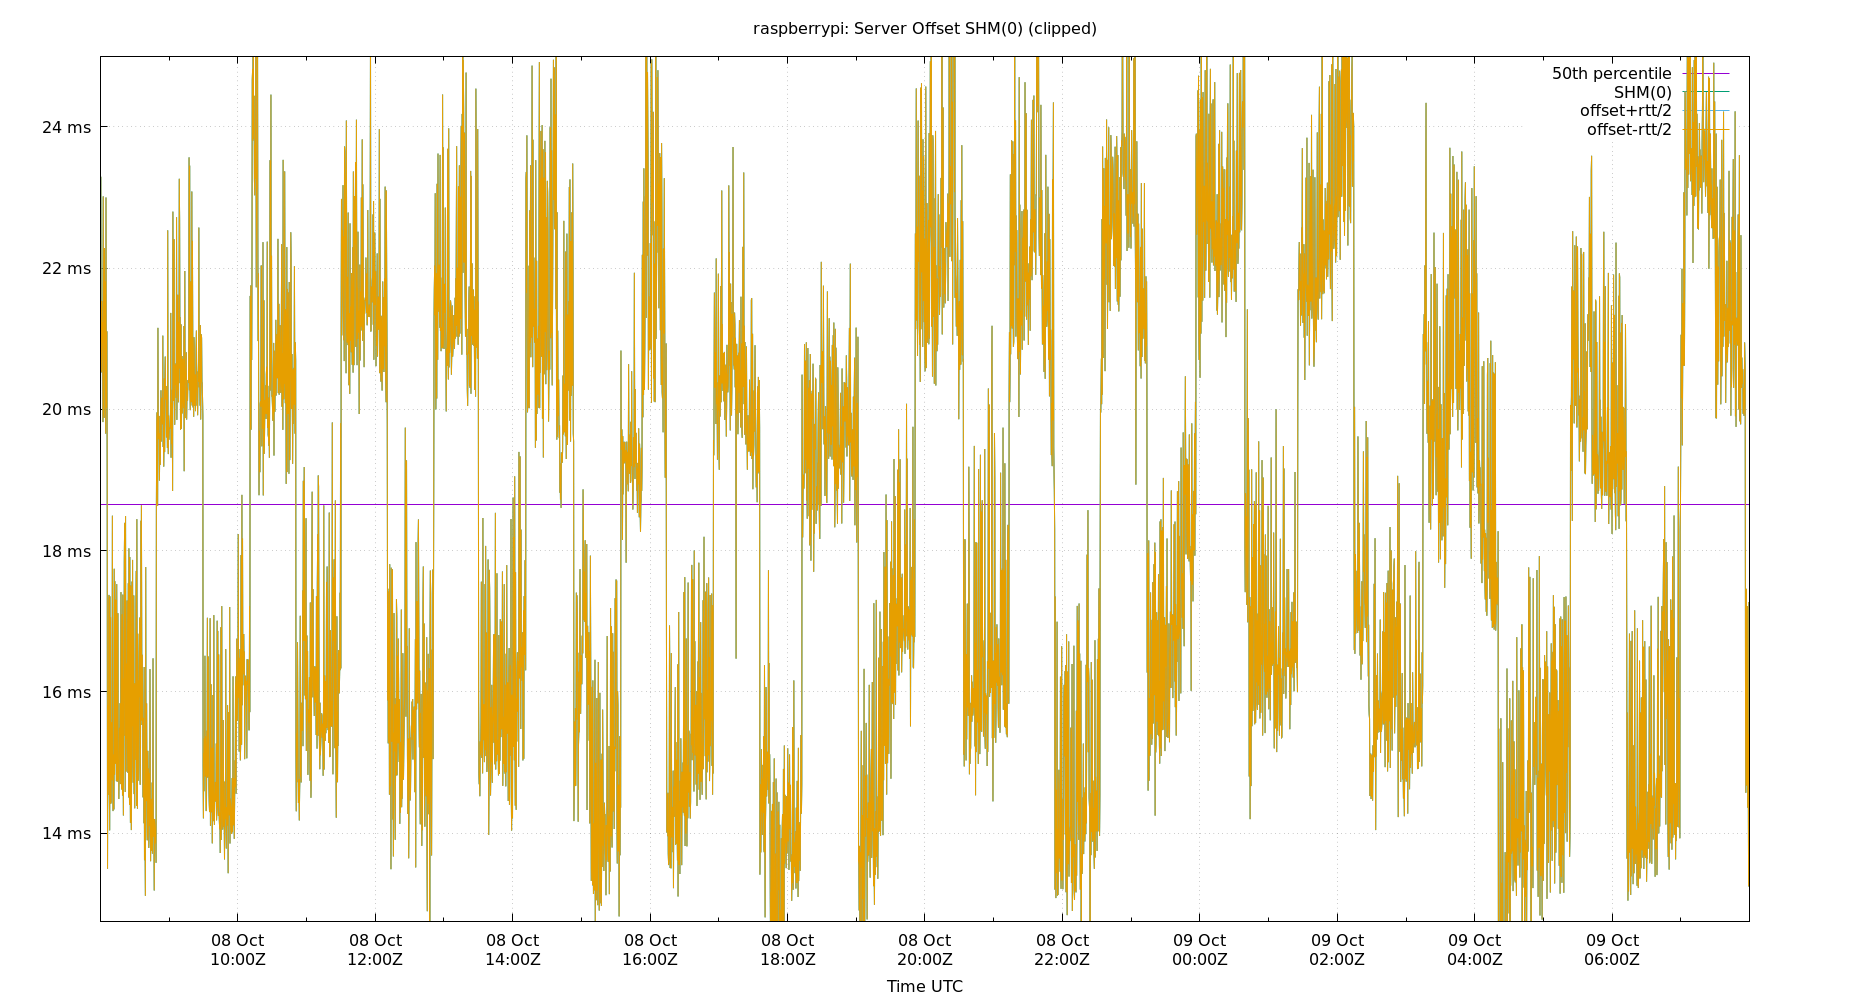 raspberrypi: Server Offset SHM(0) (clipped)
50th percentile
SHM(0)
offset+rtt/2
offset-rtt/2
24 ms
22 ms
20 ms
18 ms
16 ms
14 ms
08 Oct 08 Oct 08 Oct 08 Oct 08 Oct 08 Oct 08 Oct 09 Oct 09 Oct 09 Oct 09 Oct
10:00Z 12:00Z 14:00Z 16:00Z 18:00Z 20:00Z 22:00Z 00:00Z 02:00Z 04:00Z 06:00Z
Time UTC